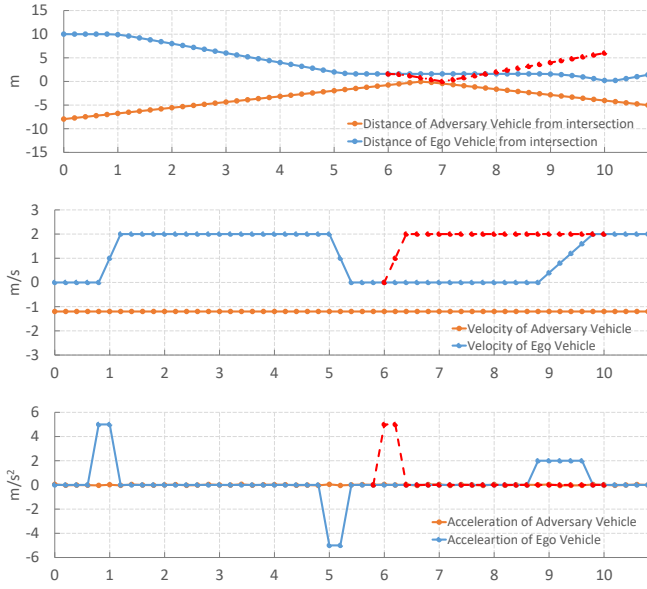 15
10
5
0
-5
-10
-15
m
Distance of Adversary Vehicle from intersection
Distance of Ego Vehicle from intersection
0 1 2 3 4 5 6 7 8 9 10
3
2
1
0
-1
-2
-3
m/s
Velocity of Adversary Vehicle
Velocity of Ego Vehicle
0 1 2 3 4 5 6 7 8 9 10
6
4
2
0
-2
-4
-6
m/s²
Acceleration of Adversary Vehicle
Acceleartion of Ego Vehicle
0 1 2 3 4 5 6 7 8 9 10